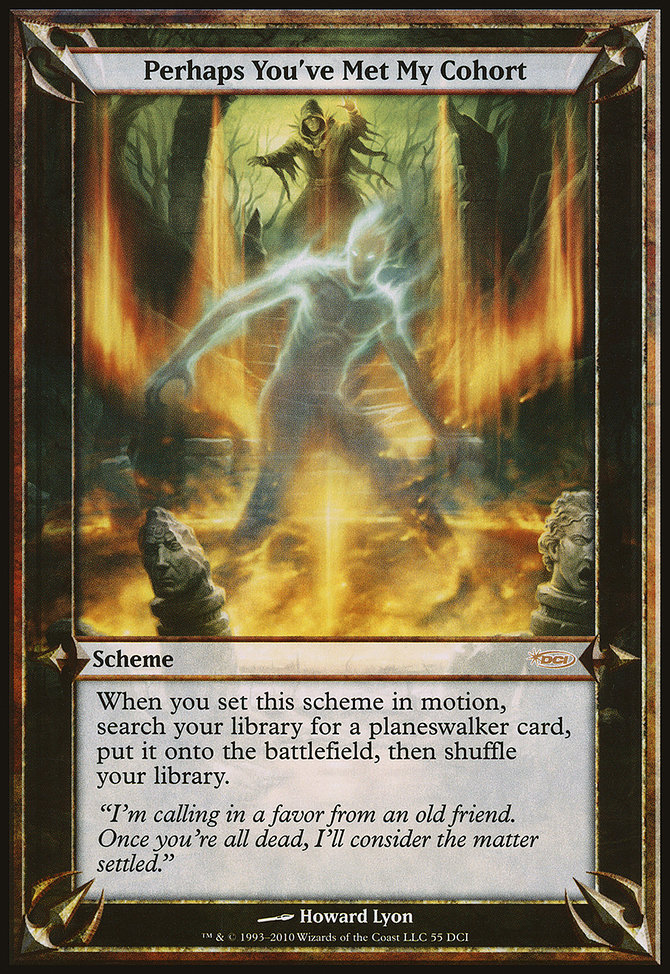 Perhaps You've Met My Cohort
Scheme
DCI
When you set this scheme in motion,
search your library for a planeswalker card,
put it onto the battlefield, then shuffle
your library.
“I'm calling in a favor from an old friend.
Once you're all dead, I'll consider the matter
settled.”
Howard Lyon
™ & © 1993–2010 Wizards of the Coast LLC 55 DCI